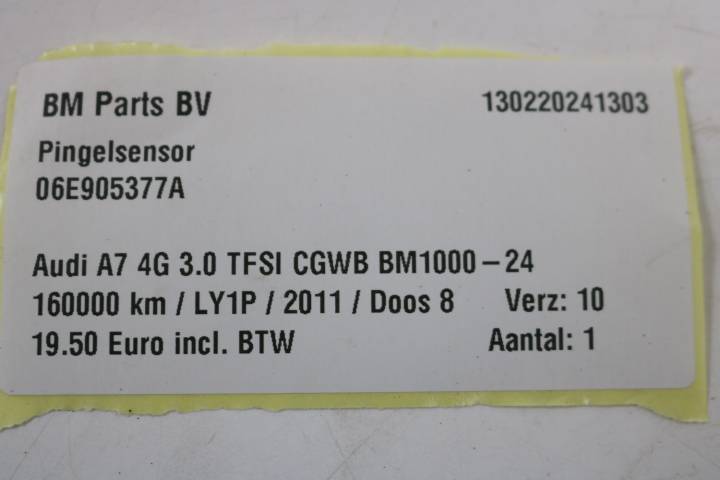 BM Parts BV 130220241303
Pingelsensor
06E905377A
Audi A7 4G 3.0 TFSI CGWB BM1000-24
160000 km / LY1P / 2011 / Doos 8 Verz: 10
19.50 Euro incl. BTW Aantal: 1